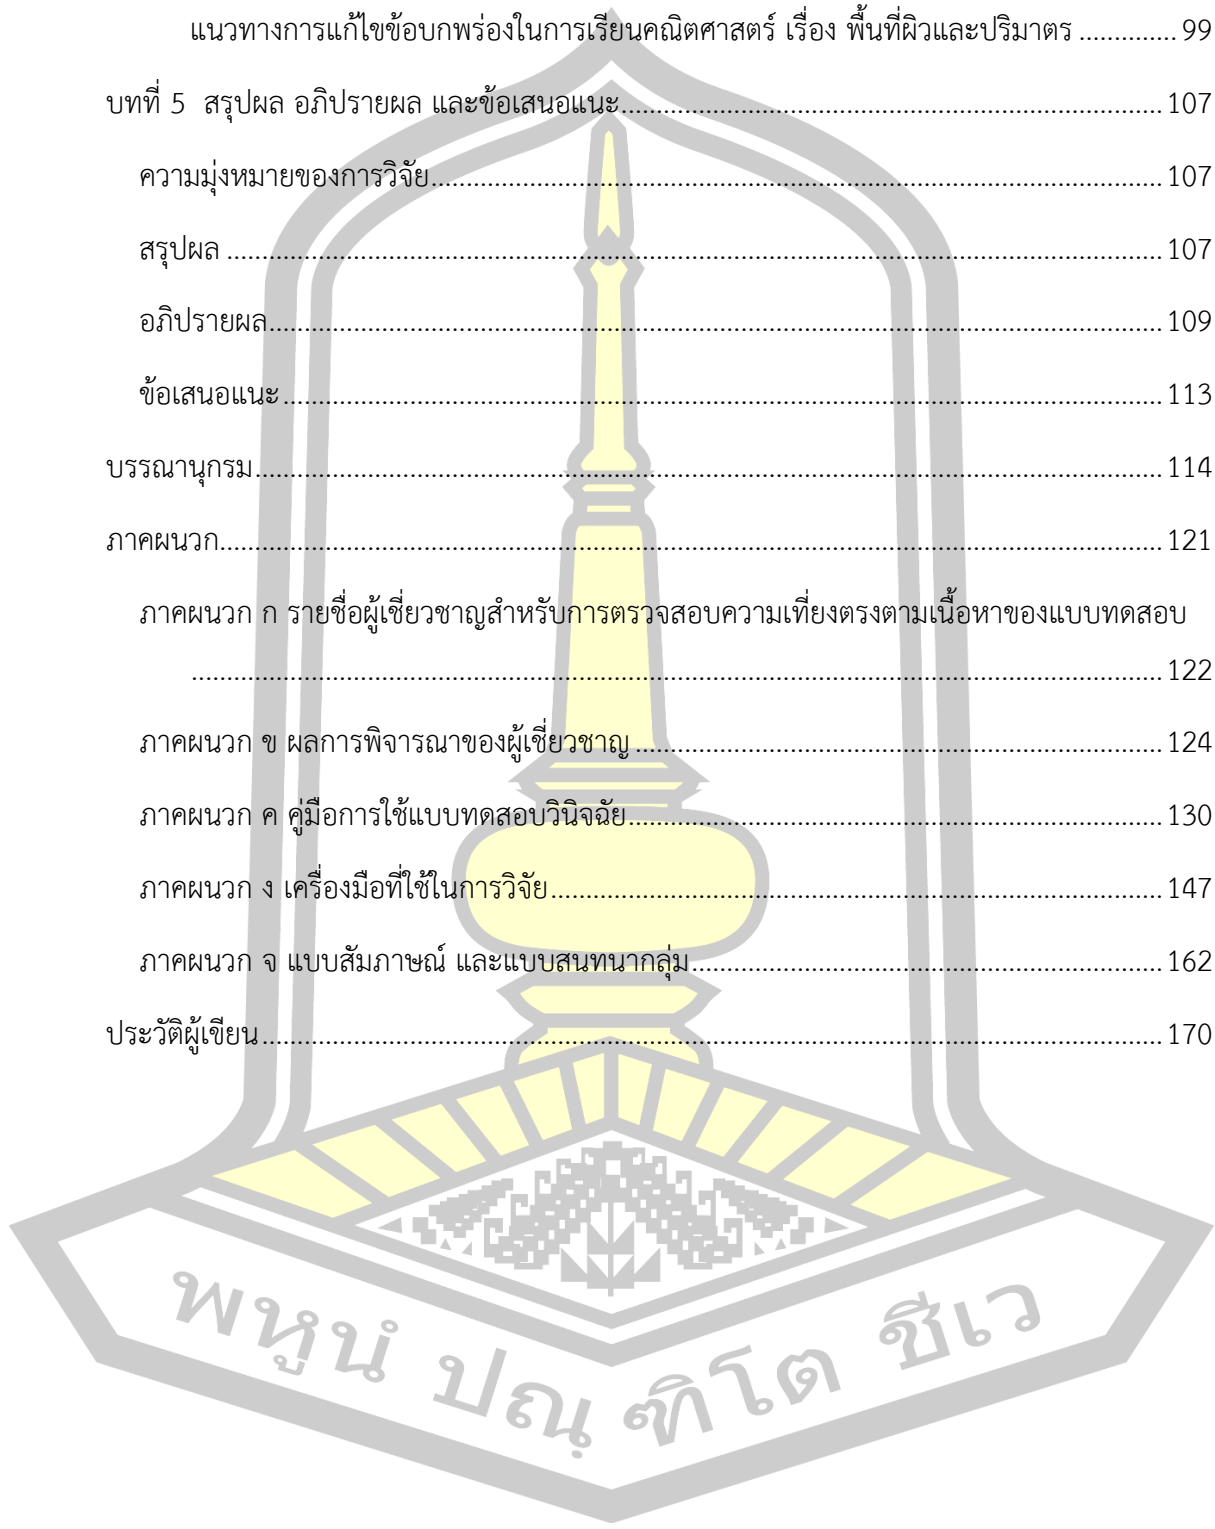 แนวทางการแก้ไขข้อบกพร่องในการเรียนคณิตศาสตร์ เรื่อง พื้นที่ผิวและปริมาตร .............. 99
บทที่ 5  สรุปผล อภิปรายผล และข้อเสนอแนะ................................................................. 107
ความมุ่งหมายของการวิจัย........................................................................................ 107
สรุปผล ................................................................................................................ 107
อภิปรายผล........................................................................................................... 109
ข้อเสนอแนะ ......................................................................................................... 113
บรรณานุกรม............................................................................................................ 114
ภาคผนวก................................................................................................................. 121
ภาคผนวก ก รายชื่อผู้เชี่ยวชาญสำหรับการตรวจสอบความเที่ยงตรงตามเนื้อหาของแบบทดสอบ
..................................................................................................................... 122
ภาคผนวก ข ผลการพิจารณาของผู้เชี่ยวชาญ ............................................................... 124
ภาคผนวก ค คู่มือการใช้แบบทดสอบวินิจฉัย................................................................ 130
ภาคผนวก ง เครื่องมือที่ใช้ในการวิจัย......................................................................... 147
ภาคผนวก จ แบบสัมภาษณ์ และแบบสนทนากลุ่ม......................................................... 162
ประวัติผู้เขียน ............................................................................................................ 170
พหูนํ ปณฺ ฑิโต ชีเว